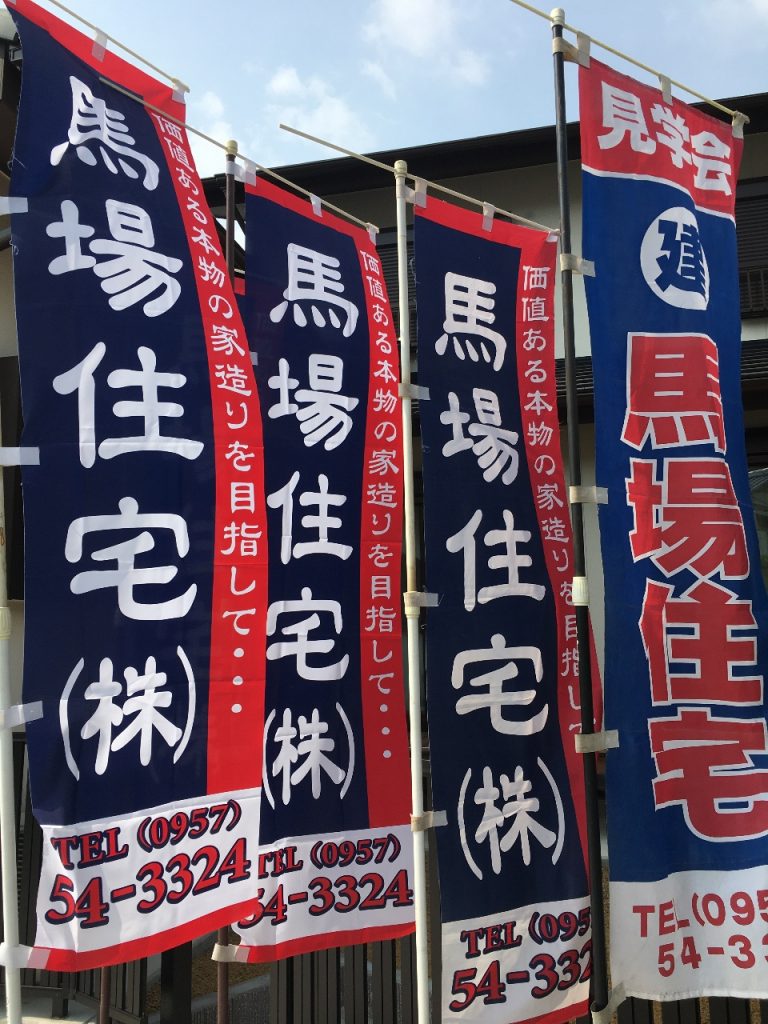 馬場住宅(株)
価値ある本物の家造りを目指して・・・
TEL (0957)
54-3324
馬場住宅(株)
価値ある本物の家造りを目指して・・・
TEL (0957)
54-3324
馬場住宅(株)
価値ある本物の家造りを目指して
TEL (095
54-332
見学会
建
馬場住宅
TEL (095
54-33